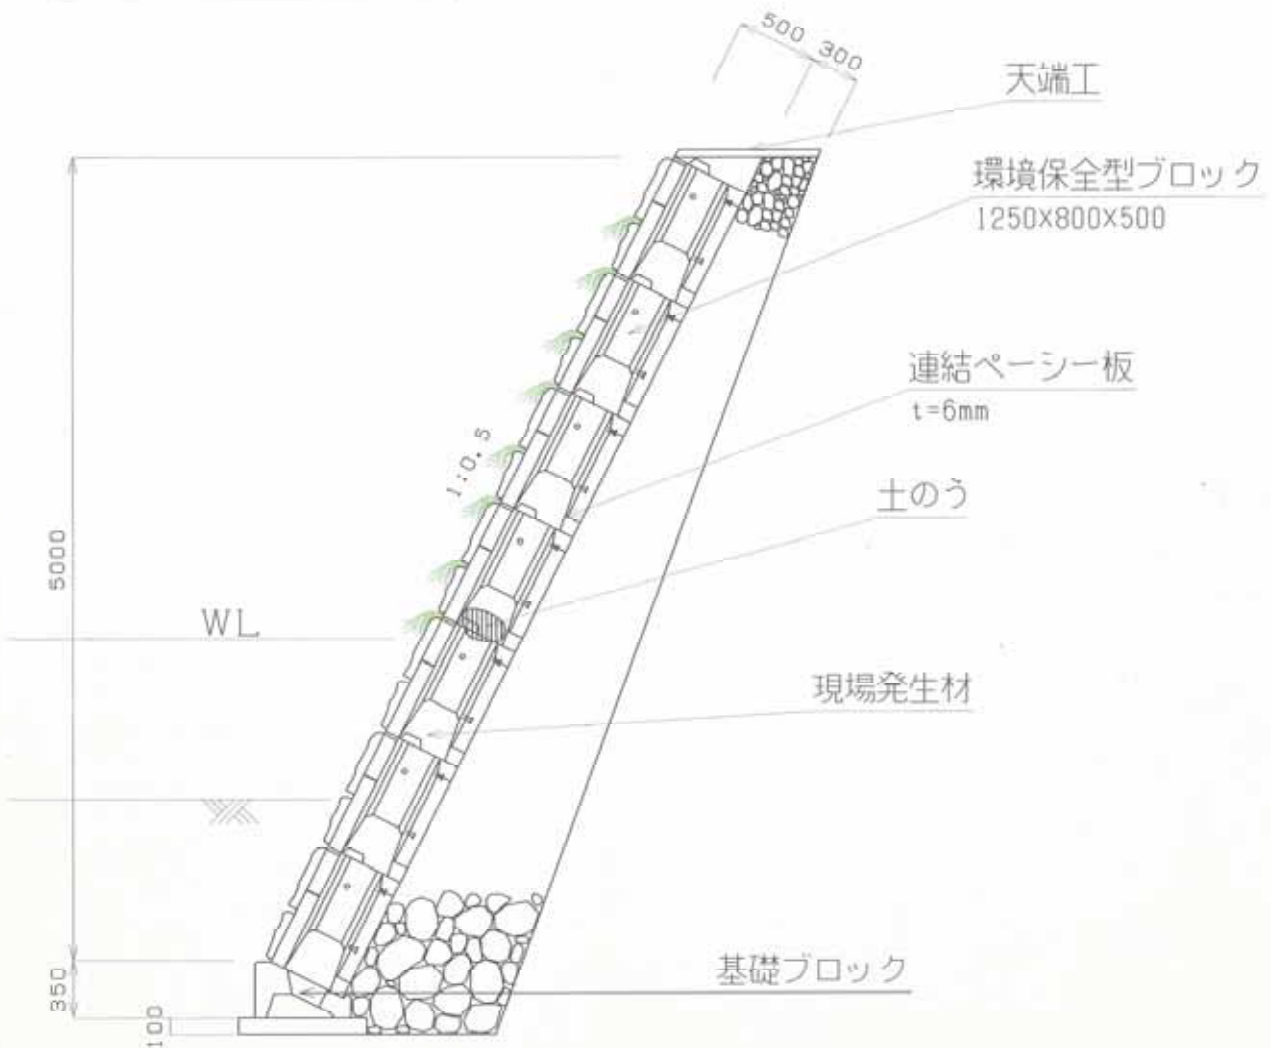 500 300
天端工
環境保全型ブロック
1250X800X500
連結ペーシー板
t=6mm
1:0.5
土のう
5000
WL
現場発生材
基礎ブロック
350
100